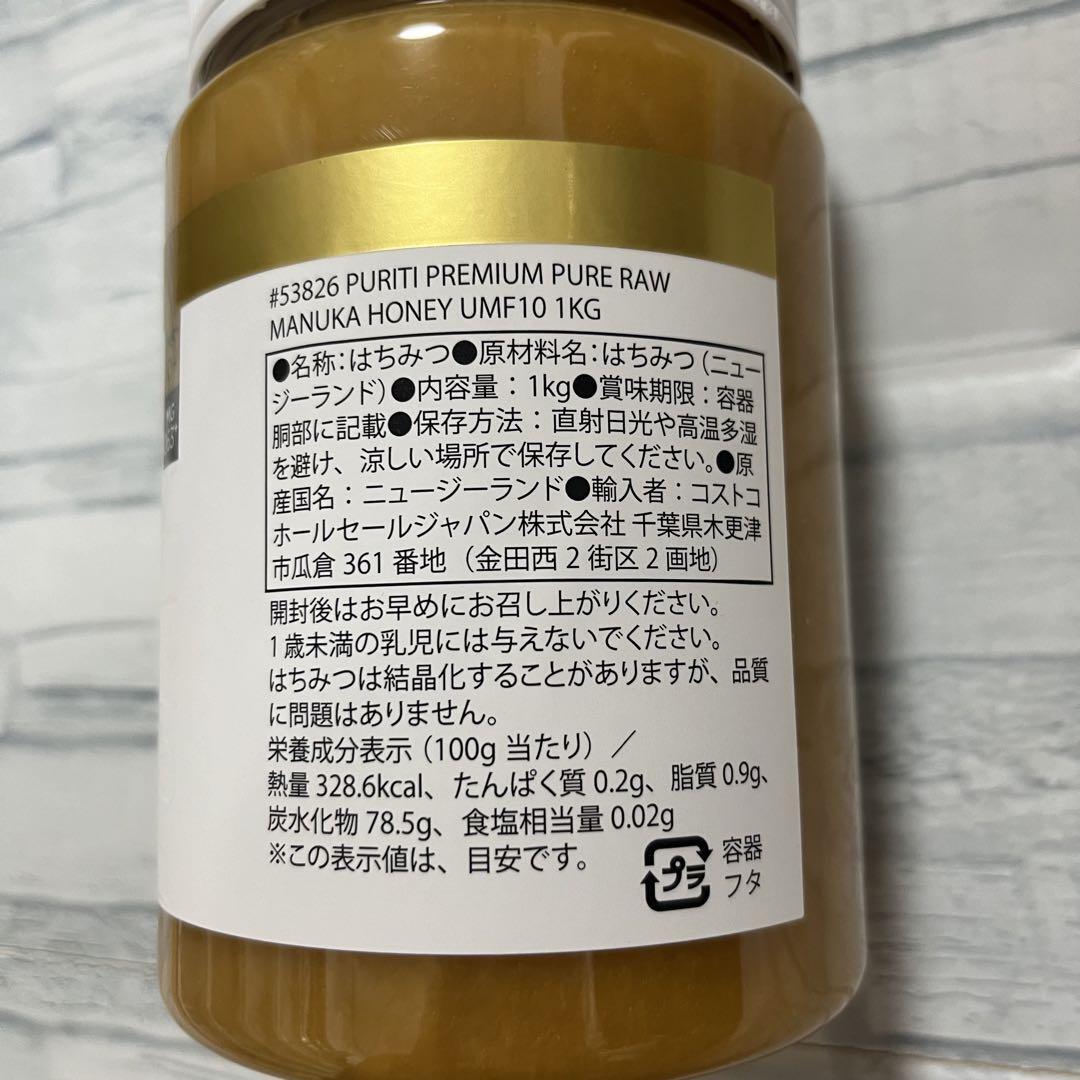 #53826 PURITI PREMIUM PURE RAW
MANUKA HONEY UMF10 1KG
●名称：はちみつ●原材料名：はちみつ（ニュー
ジーランド）●内容量：1kg●賞味期限：容器
胴部に記載●保存方法：直射日光や高温多湿
を避け、涼しい場所で保存してください。●原
産国名：ニュージーランド●輸入者：コストコ
ホールセールジャパン株式会社 千葉県木更津
市瓜倉 361 番地（金田西 2 街区 2 画地）
開封後はお早めにお召し上がりください。
1歳未満の乳児には与えないでください。
はちみつは結晶化することがありますが、品質
に問題はありません。
栄養成分表示（100g 当たり）／
熱量 328.6kcal、たんぱく質 0.2g、脂質 0.9g、
炭水化物 78.5g、食塩相当量 0.02g
※この表示値は、目安です。
プラ 容器
フタ